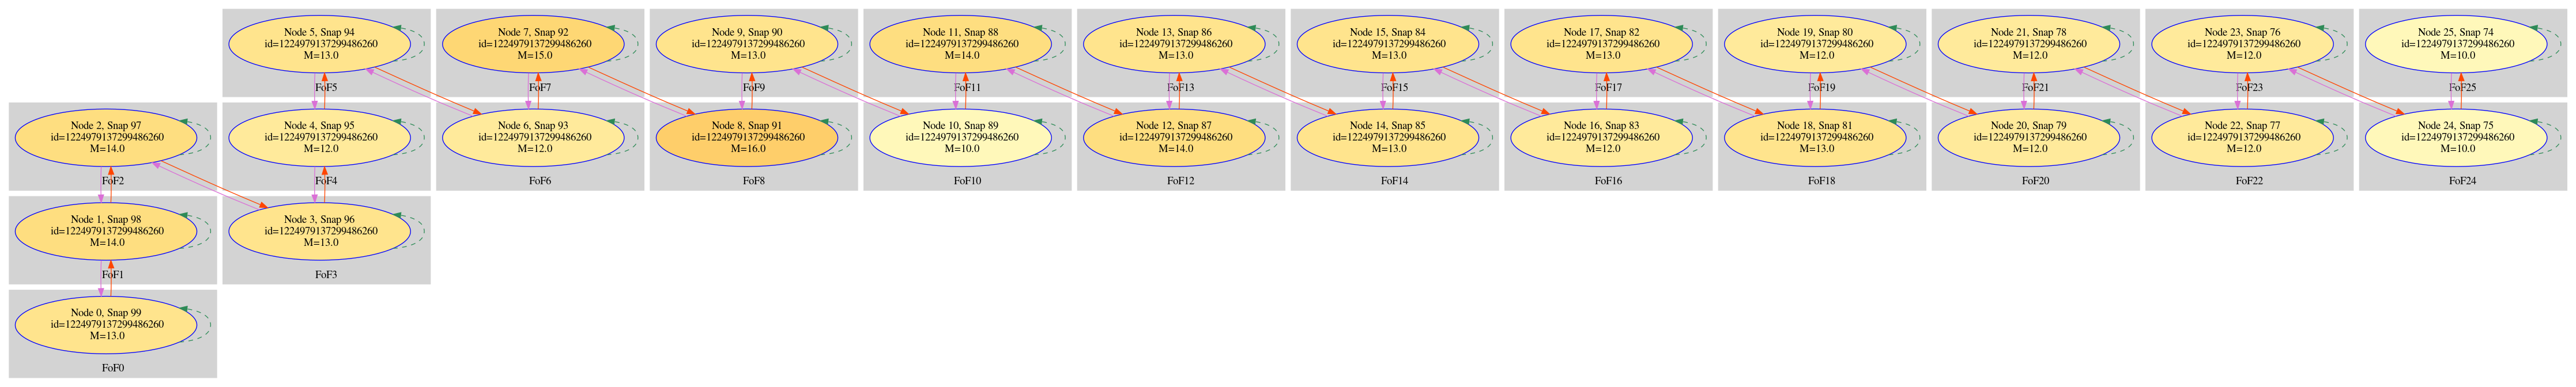 Node 5, Snap 94
id=1224979137299486260
M=13.0
FoF5
Node 7, Snap 92
id=1224979137299486260
M=15.0
FoF7
Node 9, Snap 90
id=1224979137299486260
M=13.0
FoF9
Node 11, Snap 88
id=1224979137299486260
M=14.0
FoF11
Node 13, Snap 86
id=1224979137299486260
M=13.0
FoF13
Node 15, Snap 84
id=1224979137299486260
M=13.0
FoF15
Node 17, Snap 82
id=1224979137299486260
M=13.0
FoF17
Node 19, Snap 80
id=1224979137299486260
M=12.0
FoF19
Node 21, Snap 78
id=1224979137299486260
M=12.0
FoF21
Node 23, Snap 76
id=1224979137299486260
M=12.0
FoF23
Node 25, Snap 74
id=1224979137299486260
M=10.0
FoF25
Node 2, Snap 97
id=1224979137299486260
M=14.0
FoF2
Node 4, Snap 95
id=1224979137299486260
M=12.0
FoF4
Node 6, Snap 93
id=1224979137299486260
M=12.0
FoF6
Node 8, Snap 91
id=1224979137299486260
M=16.0
FoF8
Node 10, Snap 89
id=1224979137299486260
M=10.0
FoF10
Node 12, Snap 87
id=1224979137299486260
M=14.0
FoF12
Node 14, Snap 85
id=1224979137299486260
M=13.0
FoF14
Node 16, Snap 83
id=1224979137299486260
M=12.0
FoF16
Node 18, Snap 81
id=1224979137299486260
M=13.0
FoF18
Node 20, Snap 79
id=1224979137299486260
M=12.0
FoF20
Node 22, Snap 77
id=1224979137299486260
M=12.0
FoF22
Node 24, Snap 75
id=1224979137299486260
M=10.0
FoF24
Node 1, Snap 98
id=1224979137299486260
M=14.0
FoF1
Node 3, Snap 96
id=1224979137299486260
M=13.0
FoF3
Node 0, Snap 99
id=1224979137299486260
M=13.0
FoF0